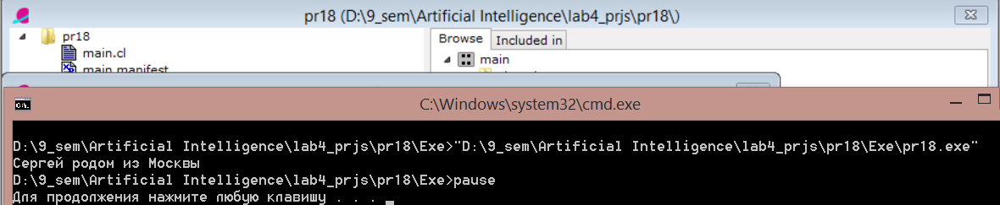 pr18 (D:\9_sem\Artificial Intelligence\lab4_prjs\pr18\)
pr18
main.cl
main.manifest
Browse Included in
main
C:\Windows\system32\cmd.exe
D:\9_sem\Artificial Intelligence\lab4_prjs\pr18\Exe>"D:\9_sem\Artificial Intelligence\lab4_prjs\pr18\Exe\pr18.exe"
Сергей родом из Москвы
D:\9_sem\Artificial Intelligence\lab4_prjs\pr18\Exe>pause
Для продолжения нажмите любую клавишу . . .